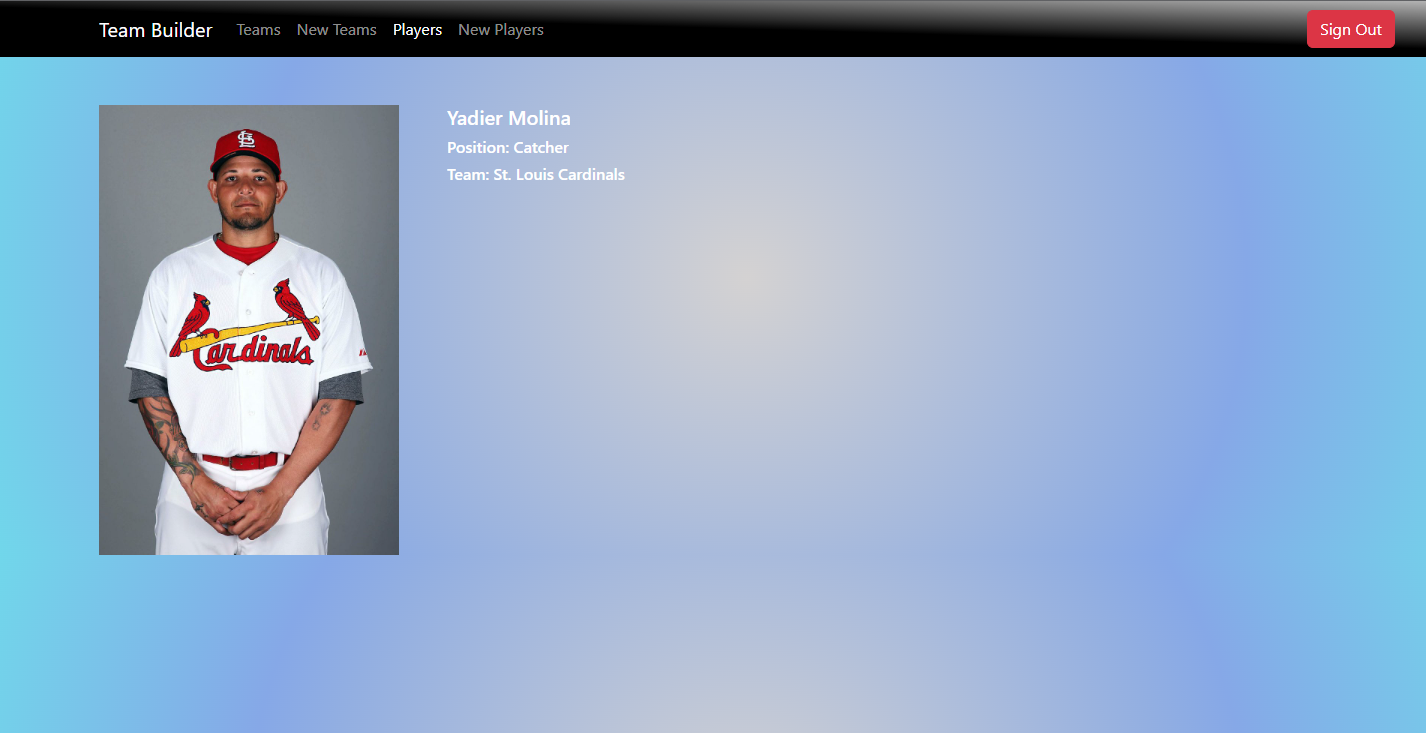 Team Builder Teams New Teams Players New Players Sign Out
Yadier Molina
Position: Catcher
Team: St. Louis Cardinals
STL
Cardinals